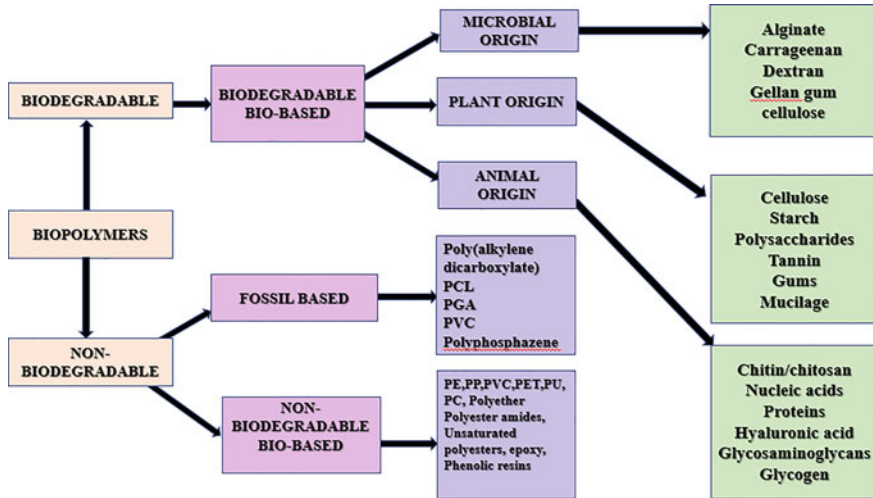 MICROBIAL
ORIGIN
Alginate
Carrageenan
Dextran
Gellan gum
cellulose
BIODEGRADABLE
BIODEGRADABLE
BIO-BASED
PLANT ORIGIN
ANIMAL
ORIGIN
Cellulose
Starch
Polysaccharides
Tannin
Gums
Mucilage
BIOPOLYMERS
FOSSIL BASED
Poly(alkylene
dicarboxylate)
PCL
PGA
PVC
Polyphosphazene
NON-
BIODEGRADABLE
NON-
BIODEGRADABLE
BIO-BASED
PE,PP,PVC,PET,PU,
PC, Polyether
Polyester amides,
Unsaturated
polyesters, epoxy,
Phenolic resins
Chitin/chitosan
Nucleic acids
Proteins
Hyaluronic acid
Glycosaminoglycans
Glycogen